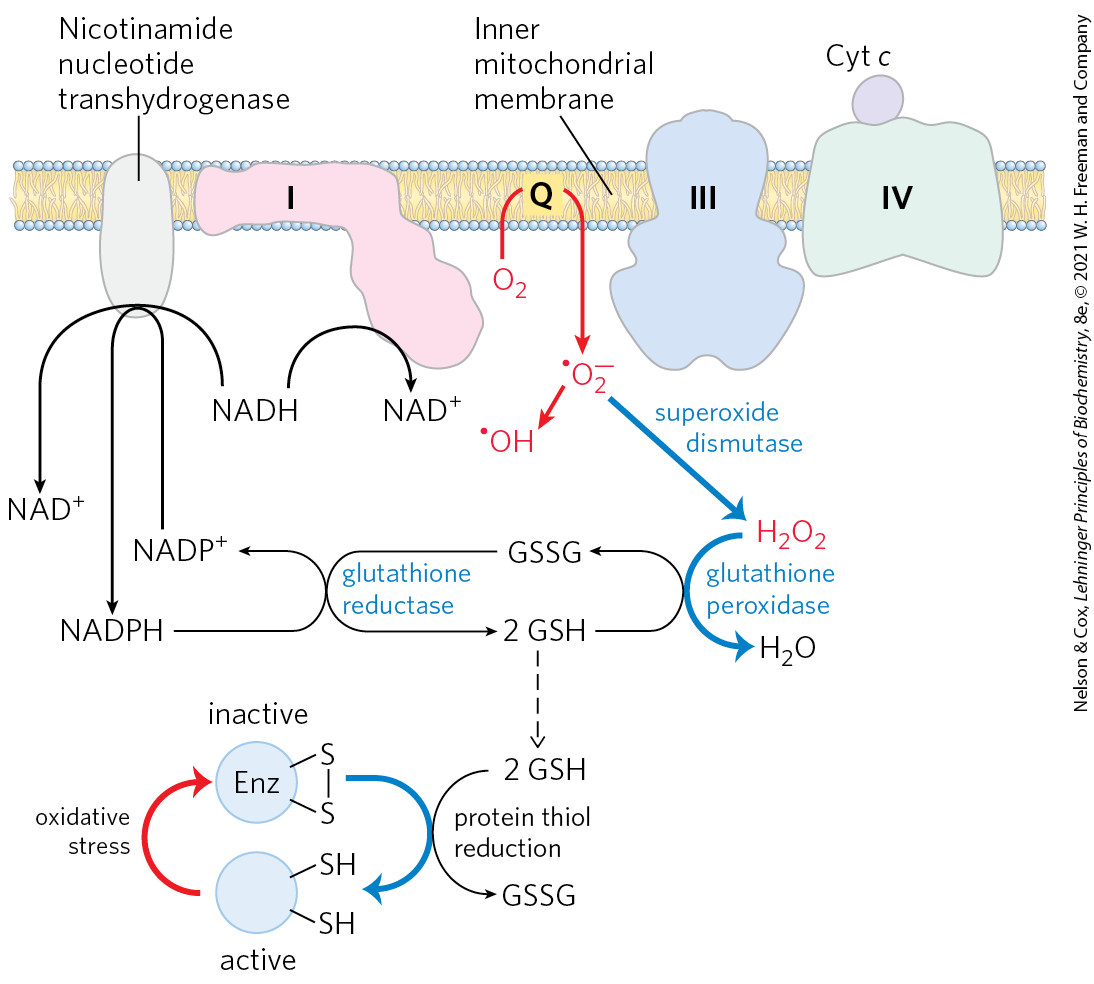 Nicotinamide
nucleotide
transhydrogenase
Inner
mitochondrial
membrane
Cyt c
I
Q
III
IV
O₂
•O₂⁻
•OH
NADH
NAD⁺
superoxide
dismutase
NAD⁺
NADP⁺
GSSG
H₂O₂
glutathione
reductase
glutathione
peroxidase
NADPH
2 GSH
H₂O
inactive
Enz
S
S
2 GSH
oxidative
stress
protein thiol
reduction
SH
SH
GSSG
active
Nelson & Cox, Lehninger Principles of Biochemistry, 8e, © 2021 W. H. Freeman and Company